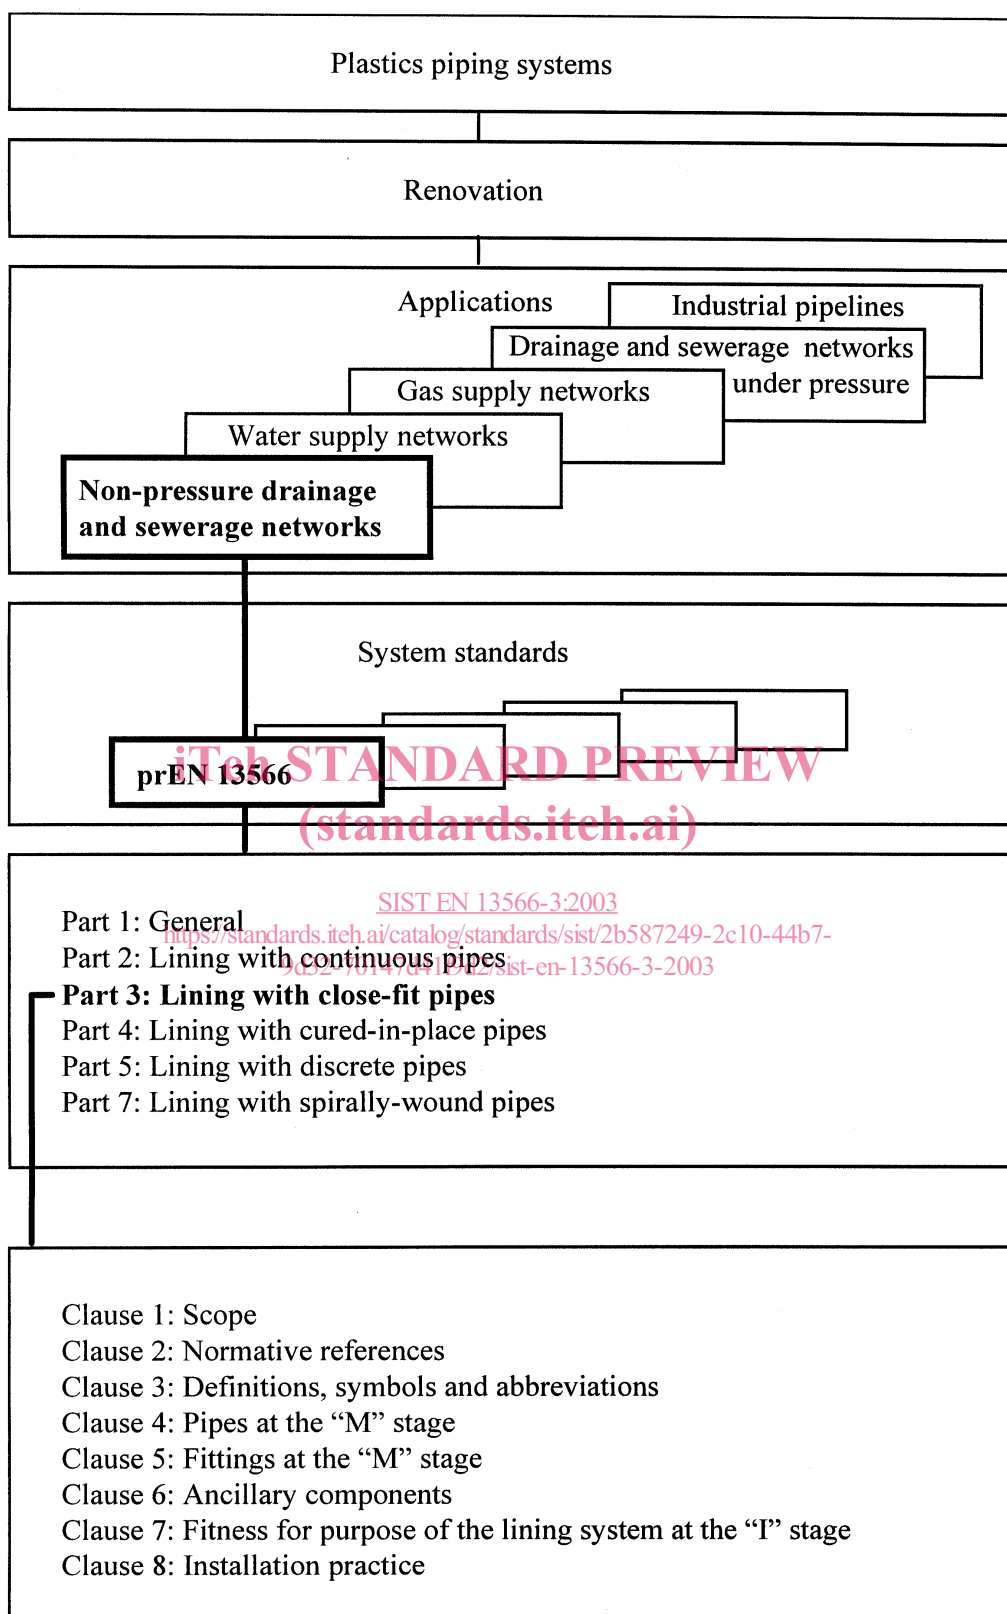 Plastics piping systems
Renovation
Applications
Industrial pipelines
Drainage and sewerage networks
under pressure
Gas supply networks
Water supply networks
Non-pressure drainage
and sewerage networks
System standards
prEN 13566
iTeh STANDARD PREVIEW
(standards.iteh.ai)
SIST EN 13566-3:2003
https://standards.iteh.ai/catalog/standards/sist/2b587249-2c10-44b7-
Part 1: General
Part 2: Lining with continuous pipes
Part 3: Lining with close-fit pipes
Part 4: Lining with cured-in-place pipes
Part 5: Lining with discrete pipes
Part 7: Lining with spirally-wound pipes
Clause 1: Scope
Clause 2: Normative references
Clause 3: Definitions, symbols and abbreviations
Clause 4: Pipes at the “M” stage
Clause 5: Fittings at the “M” stage
Clause 6: Ancillary components
Clause 7: Fitness for purpose of the lining system at the “I” stage
Clause 8: Installation practice